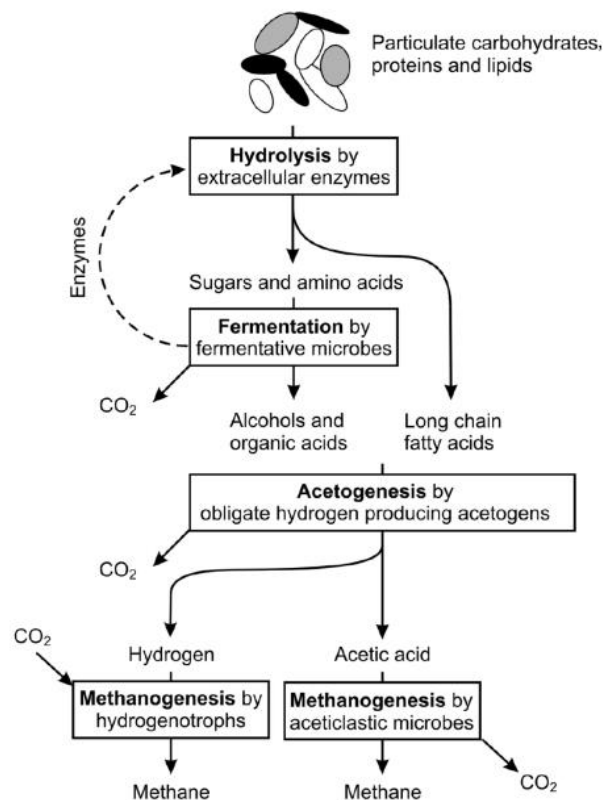 Particulate carbohydrates,
proteins and lipids
Hydrolysis by
extracellular enzymes
Enzymes
Sugars and amino acids
Fermentation by
fermentative microbes
CO₂
Alcohols and
organic acids
Long chain
fatty acids
Acetogenesis by
obligate hydrogen producing acetogens
CO₂
CO₂
Hydrogen
Acetic acid
Methanogenesis by
hydrogenotrophs
Methanogenesis by
aceticlastic microbes
Methane
Methane
CO₂